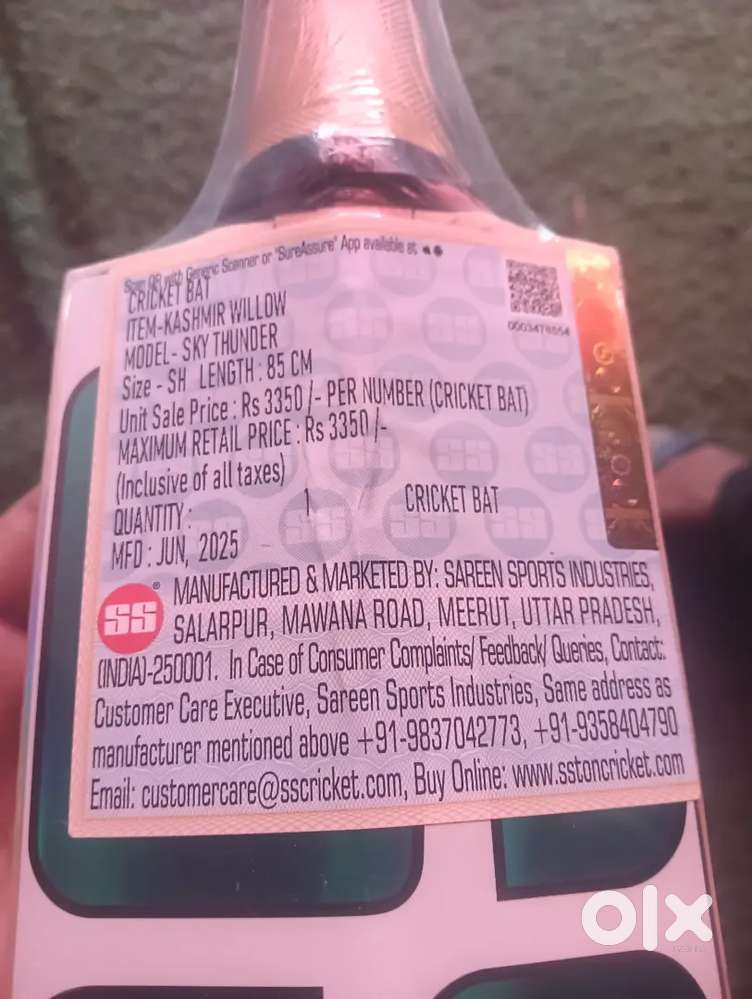 Scan QR with Generic Scanner or "SureAssure" App available at
CRICKET BAT
ITEM-KASHMIR WILLOW
MODEL- SKY THUNDER
Size - SH LENGTH : 85 CM
Unit Sale Price : Rs 3350 /- PER NUMBER (CRICKET BAT)
MAXIMUM RETAIL PRICE : Rs 3350 /-
(Inclusive of all taxes)
QUANTITY : 1 CRICKET BAT
MFD : JUN, 2025
0003478554
SS ® MANUFACTURED & MARKETED BY: SAREEN SPORTS INDUSTRIES,
SALARPUR, MAWANA ROAD, MEERUT, UTTAR PRADESH,
(INDIA)-250001. In Case of Consumer Complaints/ Feedback/ Queries, Contact:
Customer Care Executive, Sareen Sports Industries, Same address as
manufacturer mentioned above +91-9837042773, +91-9358404790
Email: customercare@sscricket.com, Buy Online: www.sstoncricket.com
olx